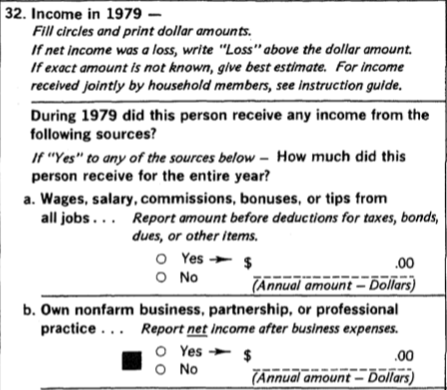 32. Income in 1979 —
Fill circles and print dollar amounts.
If net income was a loss, write "Loss" above the dollar amount.
If exact amount is not known, give best estimate. For income
received jointly by household members, see instruction guide.
During 1979 did this person receive any income from the
following sources?
If "Yes" to any of the sources below — How much did this
person receive for the entire year?
a. Wages, salary, commissions, bonuses, or tips from
all jobs . . . Report amount before deductions for taxes, bonds,
dues, or other items.
Yes → $ .00
No (Annual amount — Dollars)
b. Own nonfarm business, partnership, or professional
practice . . . Report net income after business expenses.
Yes → $ .00
No (Annual amount — Dollars)